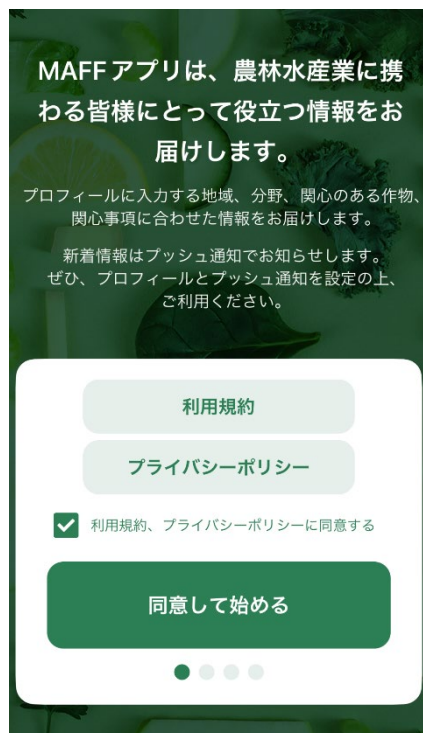 MAFFアプリは、農林水産業に携
わる皆様にとって役立つ情報をお
届けします。
プロフィールに入力する地域、分野、関心のある作物、
関心事項に合わせた情報をお届けします。
新着情報はプッシュ通知でお知らせします。
ぜひ、プロフィールとプッシュ通知を設定の上、
ご利用ください。
利用規約
プライバシーポリシー
利用規約、プライバシーポリシーに同意する
同意して始める